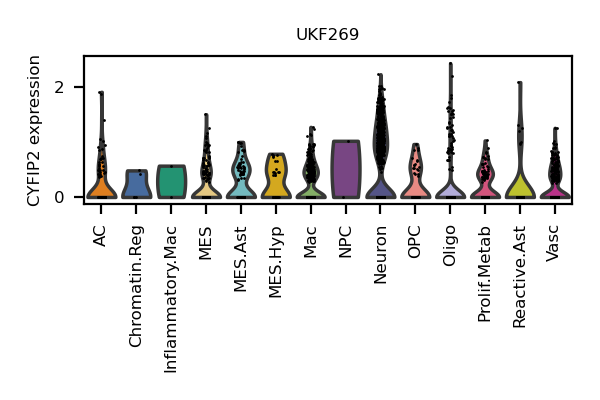 UKF269
CYFIP2 expression
2
0
AC
Chromatin.Reg
Inflammatory.Mac
MES
MES.Ast
MES.Hyp
Mac
NPC
Neuron
OPC
Oligo
Prolif.Metab
Reactive.Ast
Vasc